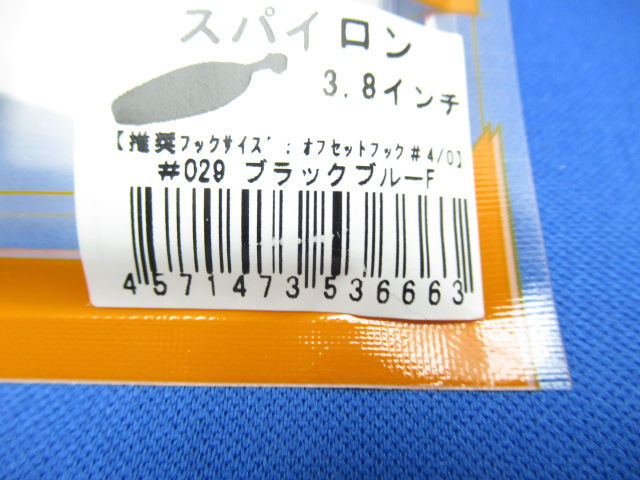 スパイロン
3.8インチ
【推奨フックサイズ：オフセットフック＃4/0】
#029 ブラックブルーF
4571473536663